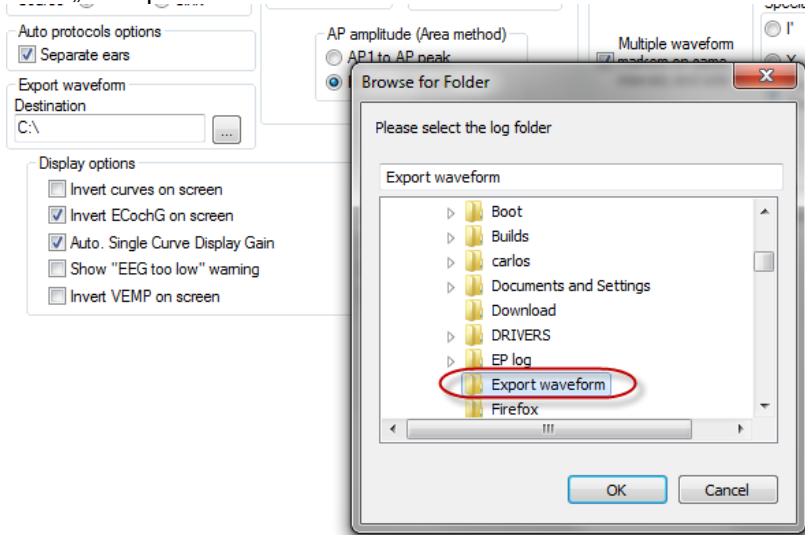 Auto protocols options
Separate ears
Export waveform
Destination
C:\
...
AP amplitude (Area method)
AP1 to AP peak
Multiple waveform
markers on same
Display options
Invert curves on screen
Invert ECochG on screen
Auto. Single Curve Display Gain
Show "EEG too low" warning
Invert VEMP on screen
Browse for Folder
Please select the log folder
Export waveform
Boot
Builds
carlos
Documents and Settings
Download
DRIVERS
EP log
Export waveform
Firefox
OK
Cancel